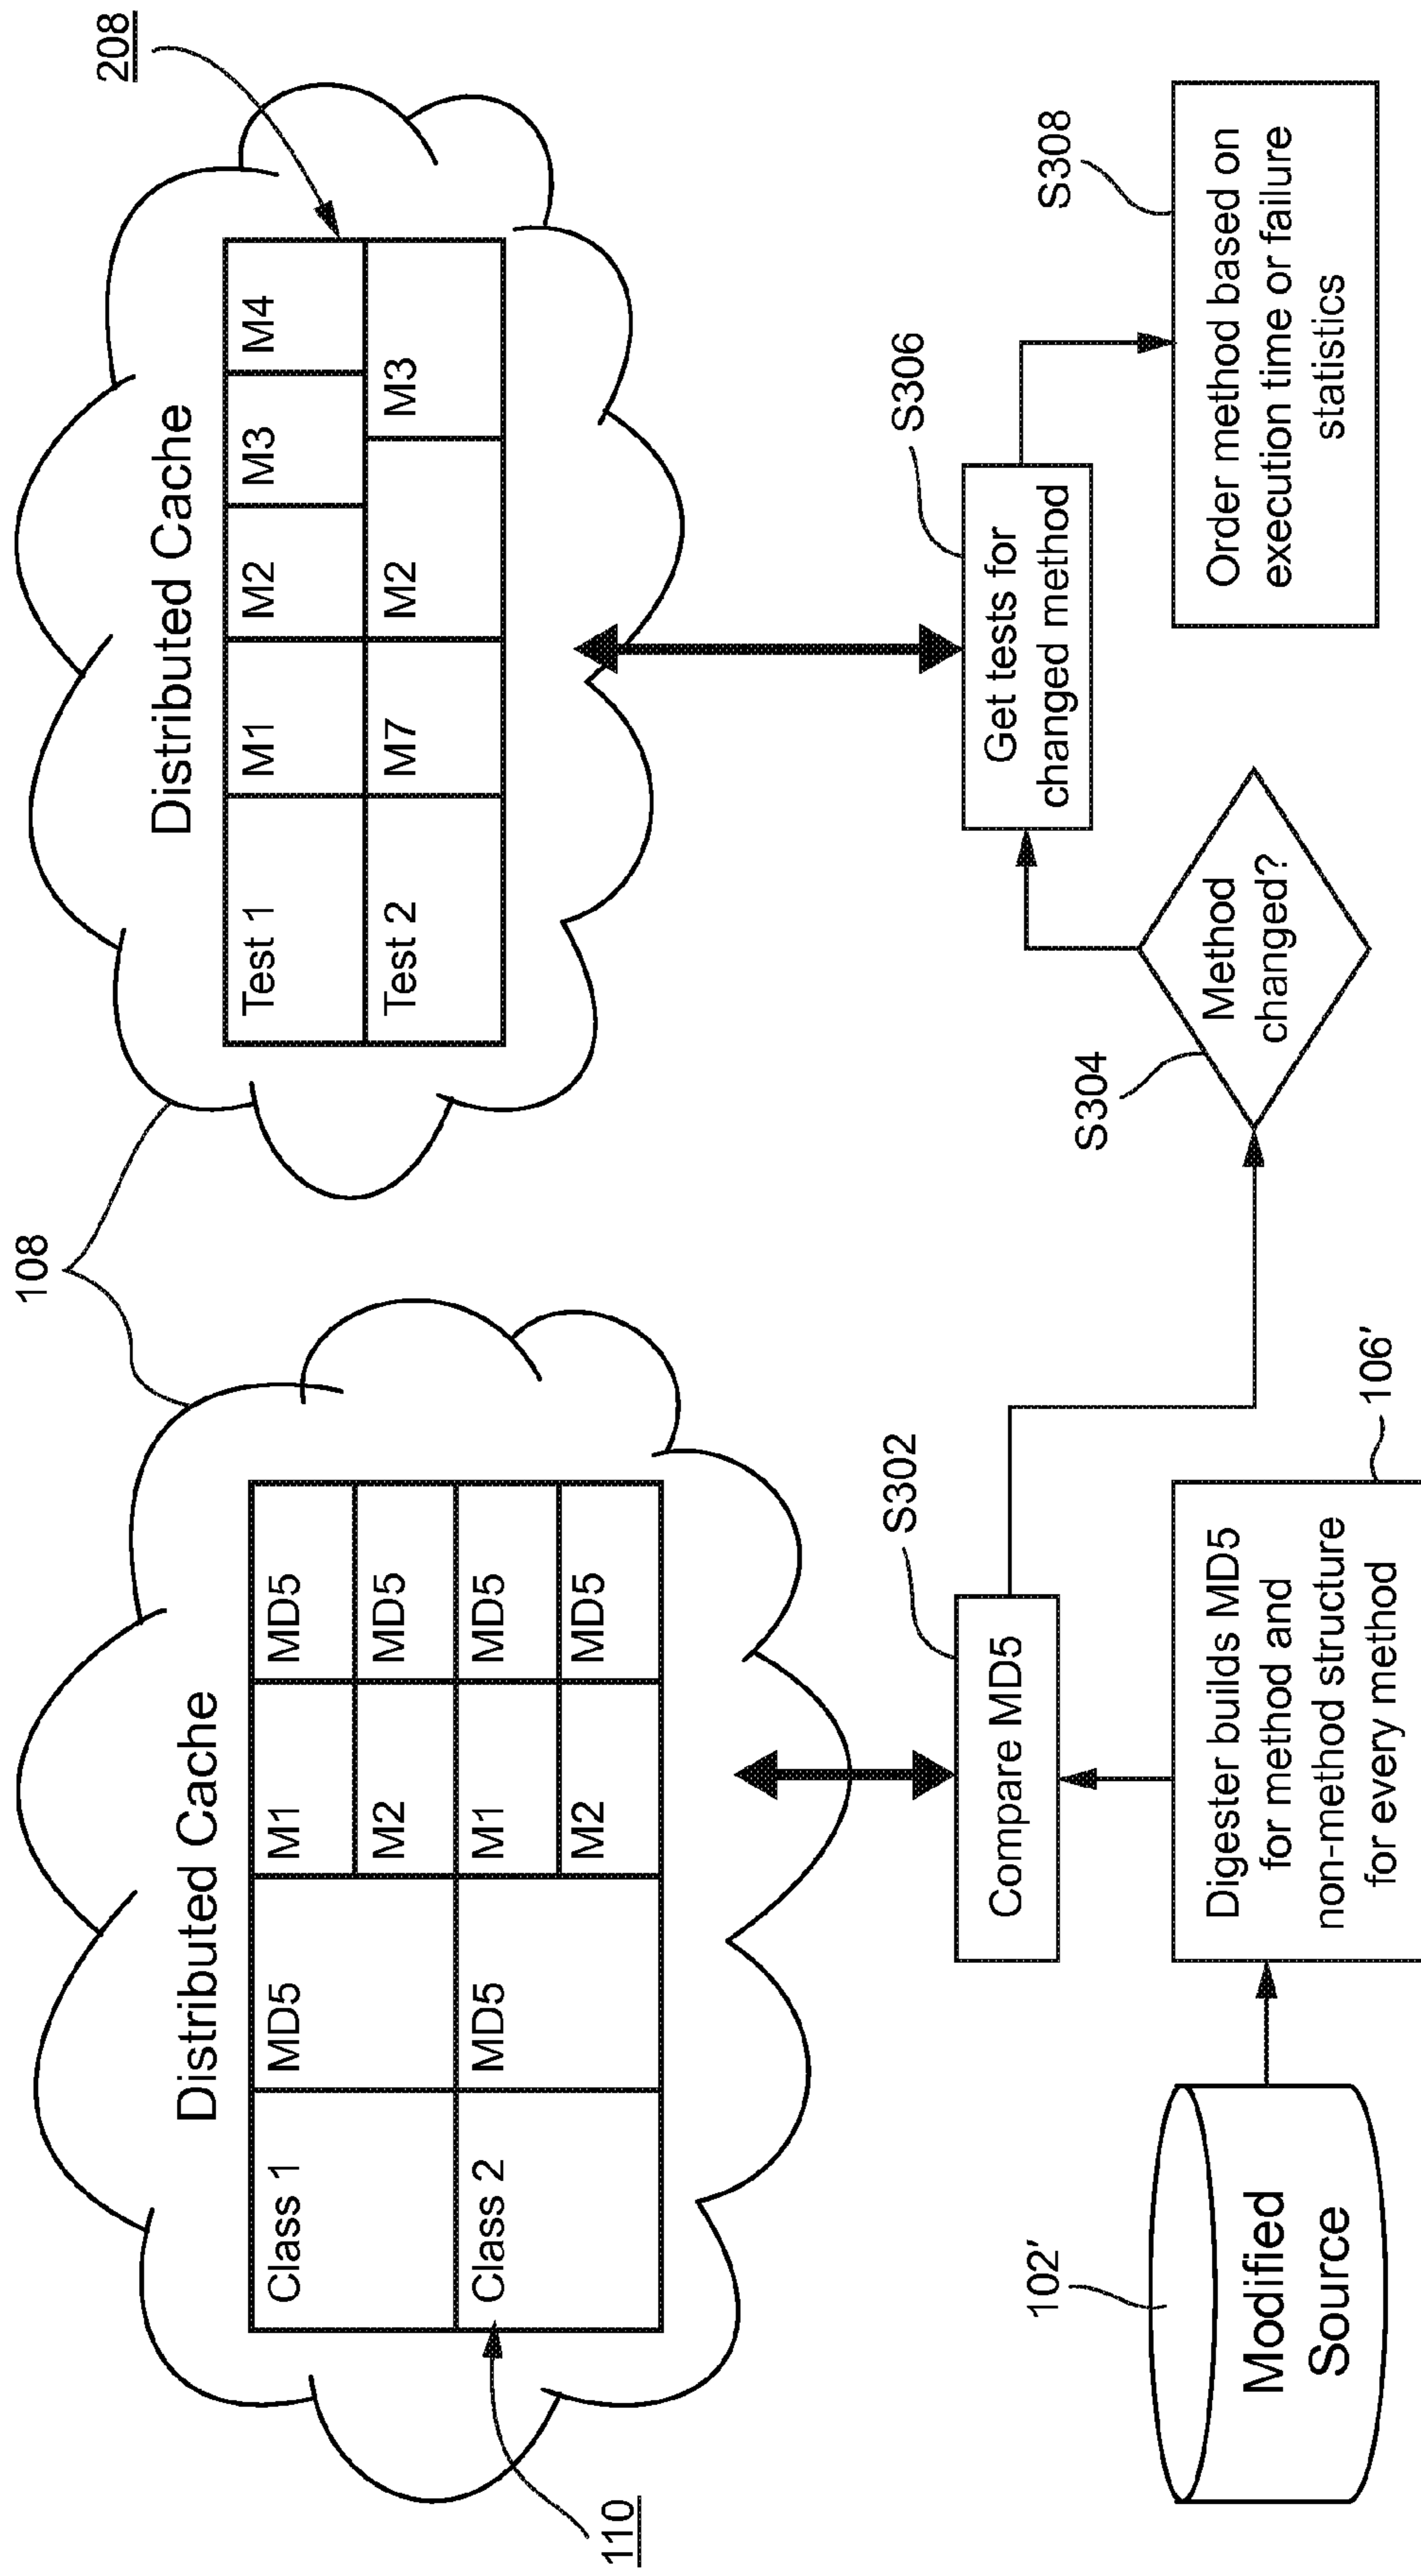 108
208
110
Distributed Cache
Class 1
MD5
M1
MD5
M2
MD5
Class 2
MD5
M1
MD5
M2
MD5
Distributed Cache
Test 1
M1
M2
M3
M4
Test 2
M7
M2
M3
102'
Modified
Source
Digester builds MD5
for method and
non-method structure
for every method
106'
Compare MD5
S302
S304
Method
changed?
Get tests for
changed method
S306
Order method based on
execution time or failure
statistics
S308